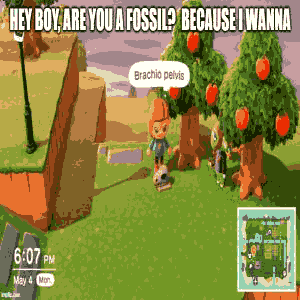 HEY BOY, ARE YOU A FOSSIL?  BECAUSE I WANNA
Brachio pelvis
6:07 PM
May 4 Mon.
imgflip.com